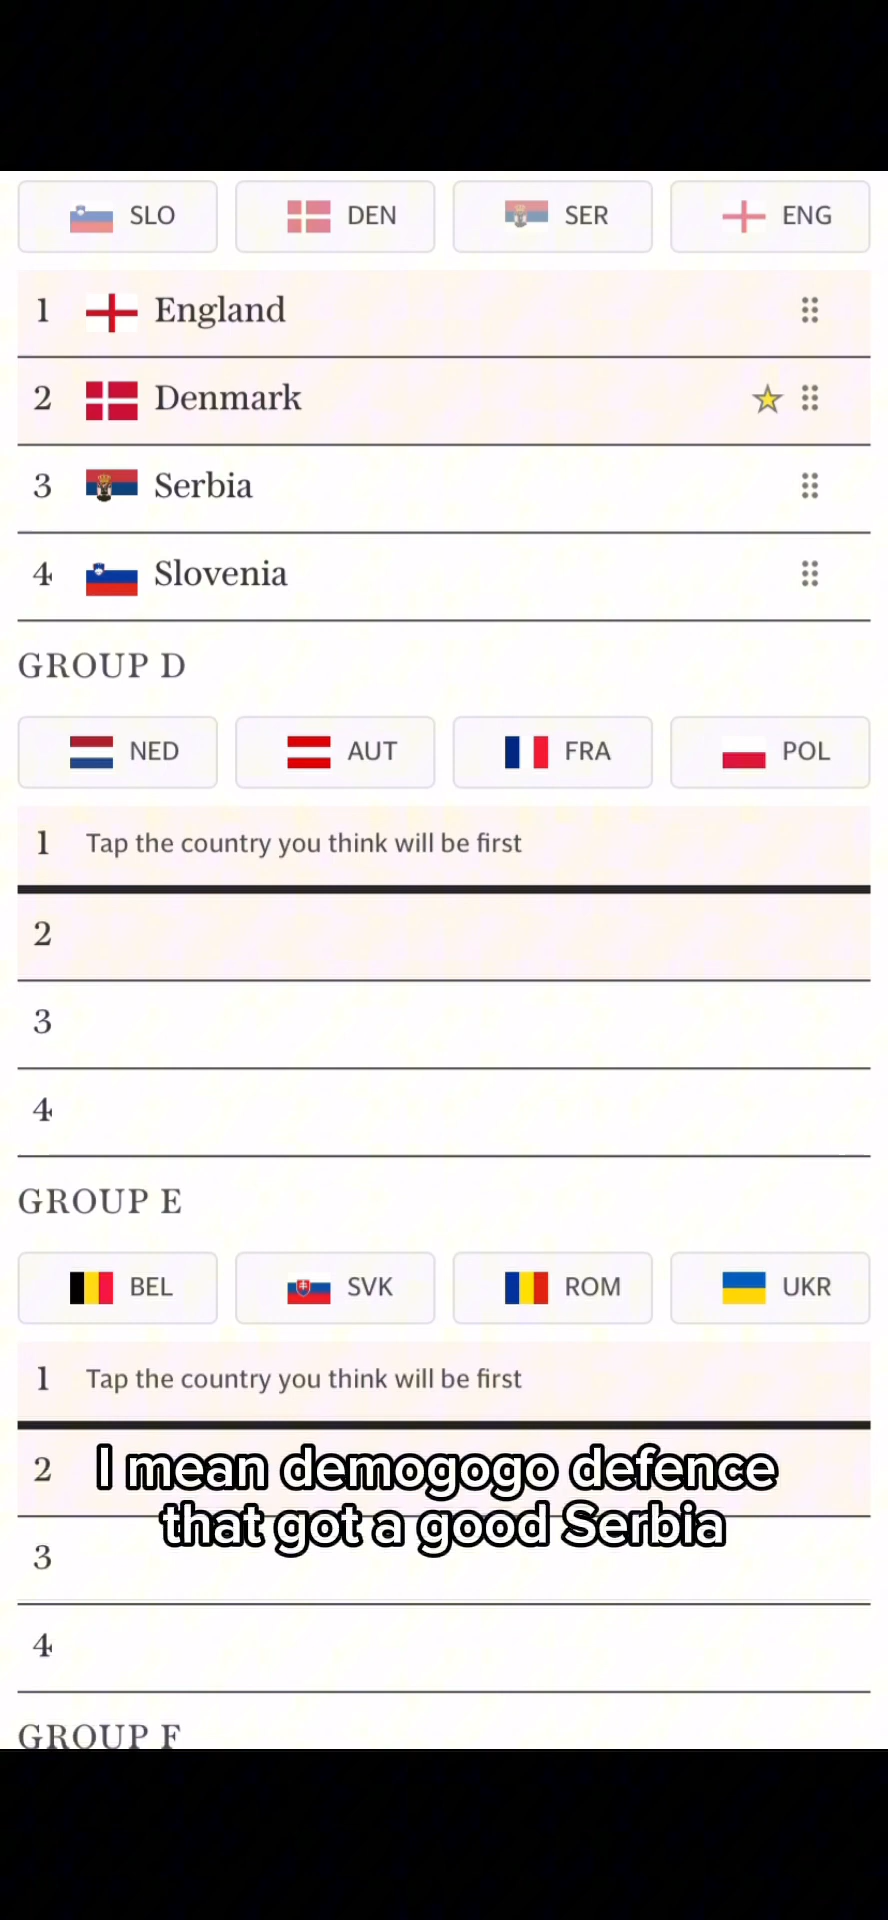 SLO DEN SER ENG
1 England
2 Denmark
3 Serbia
4 Slovenia
GROUP D
NED AUT FRA POL
1 Tap the country you think will be first
2
3
4
GROUP E
BEL SVK ROM UKR
1 Tap the country you think will be first
2
I mean demogogo defence
that got a good Serbia
3
4
GROUP F